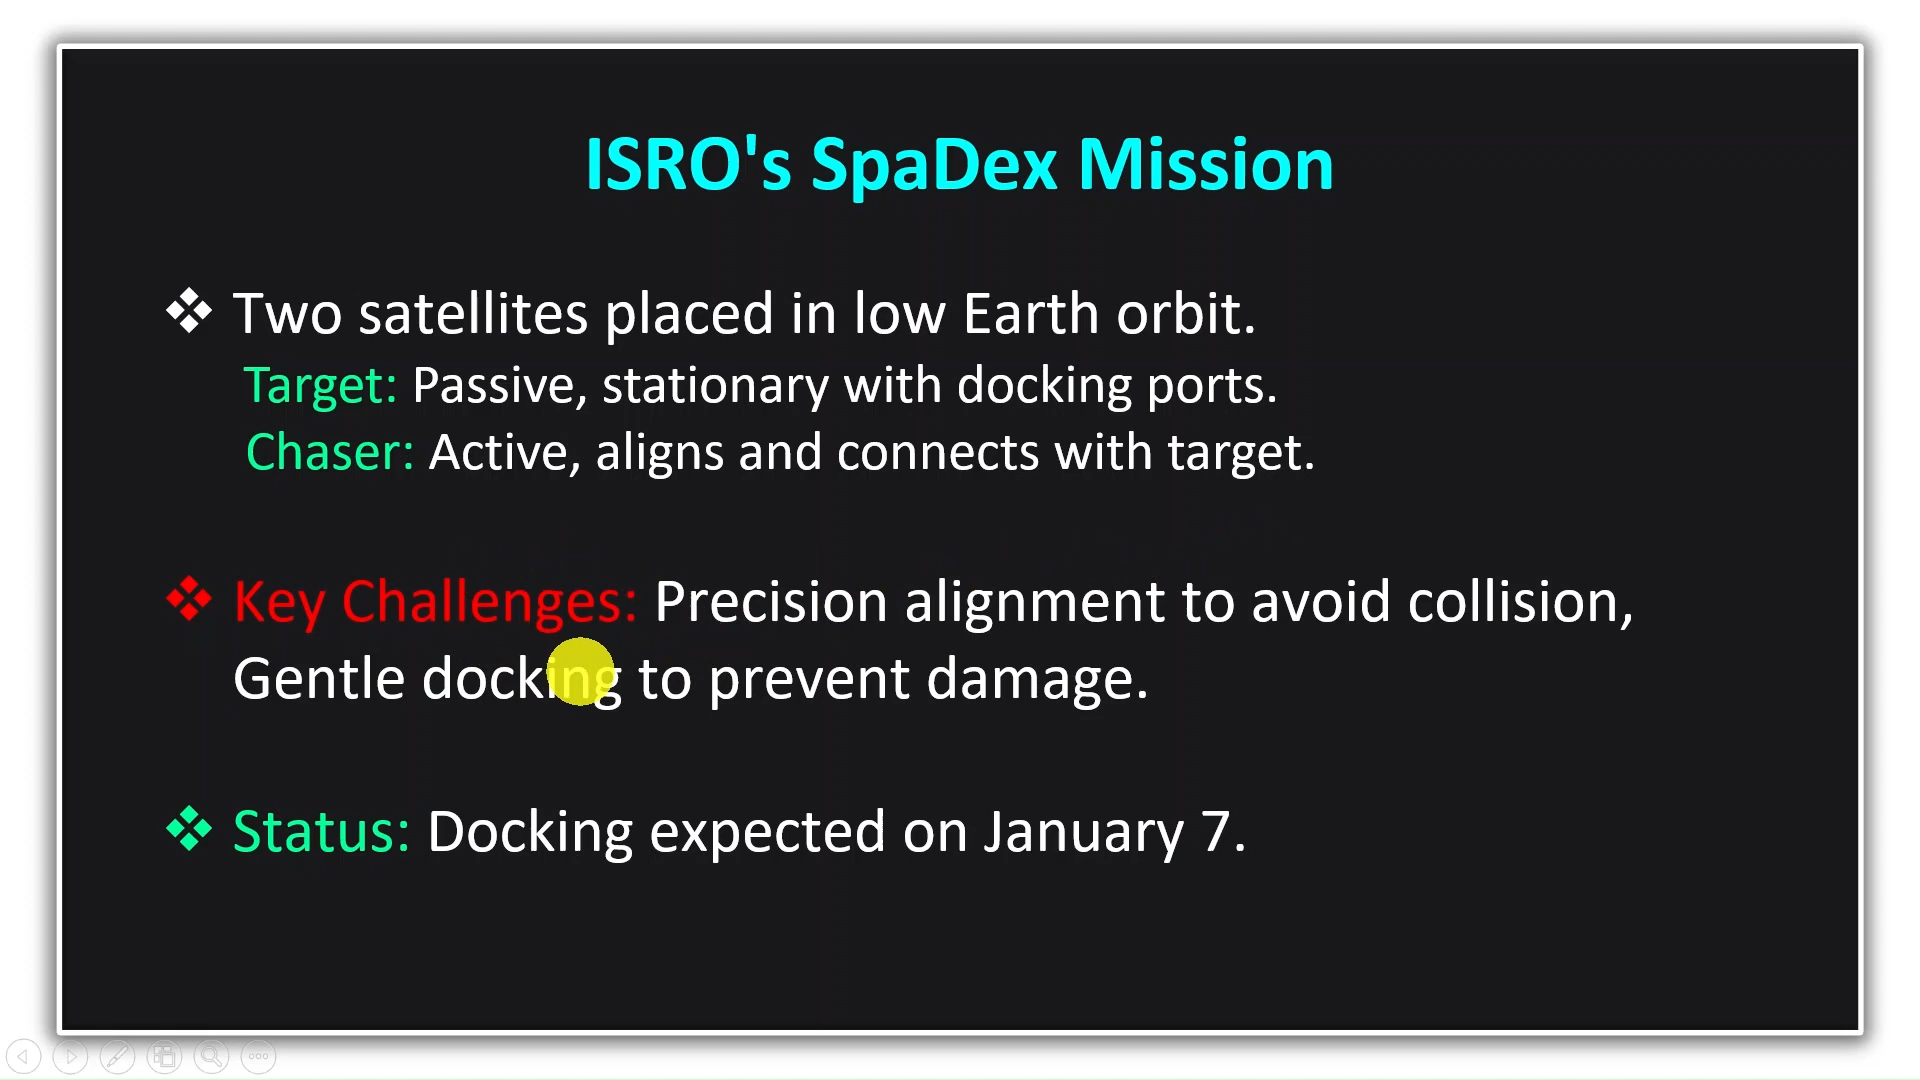 ISRO's SpaDex Mission
❖ Two satellites placed in low Earth orbit.
Target: Passive, stationary with docking ports.
Chaser: Active, aligns and connects with target.
❖ Key Challenges: Precision alignment to avoid collision,
Gentle docking to prevent damage.
❖ Status: Docking expected on January 7.